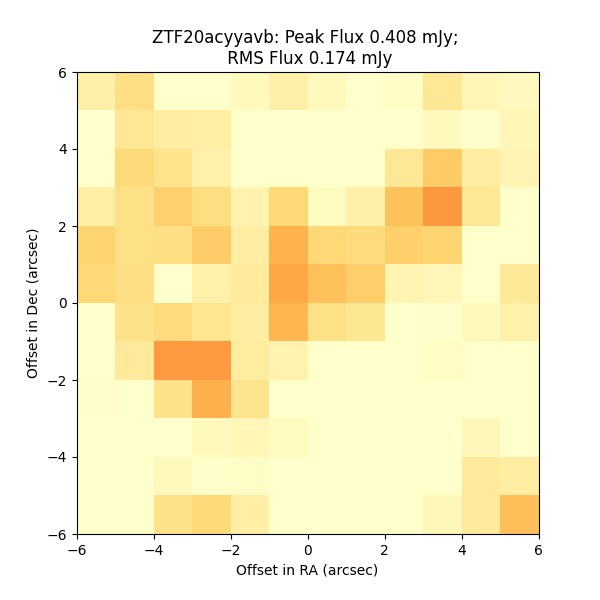 ZTF20acyyavb: Peak Flux 0.408 mJy;
RMS Flux 0.174 mJy
6
4
2
0
−2
−4
−6
Offset in Dec (arcsec)
−6 −4 −2 0 2 4 6
Offset in RA (arcsec)